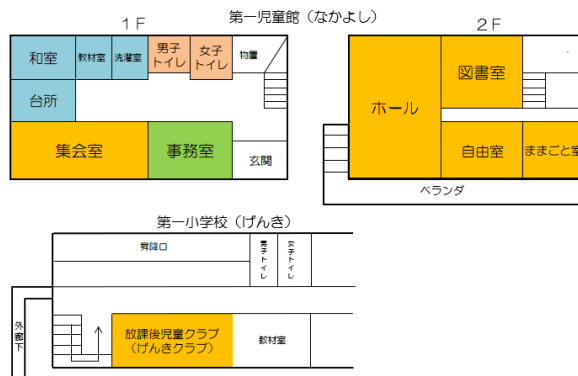 第一児童館（なかよし）
１Ｆ
２Ｆ
和室
教材室
洗濯室
男子
トイレ
女子
トイレ
物置
台所
集会室
事務室
玄関
ホール
図書室
自由室
ままごと室
ベランダ
第一小学校（げんき）
昇降口
男子トイレ
女子トイレ
外廊下
放課後児童クラブ
（げんきクラブ）
教材室